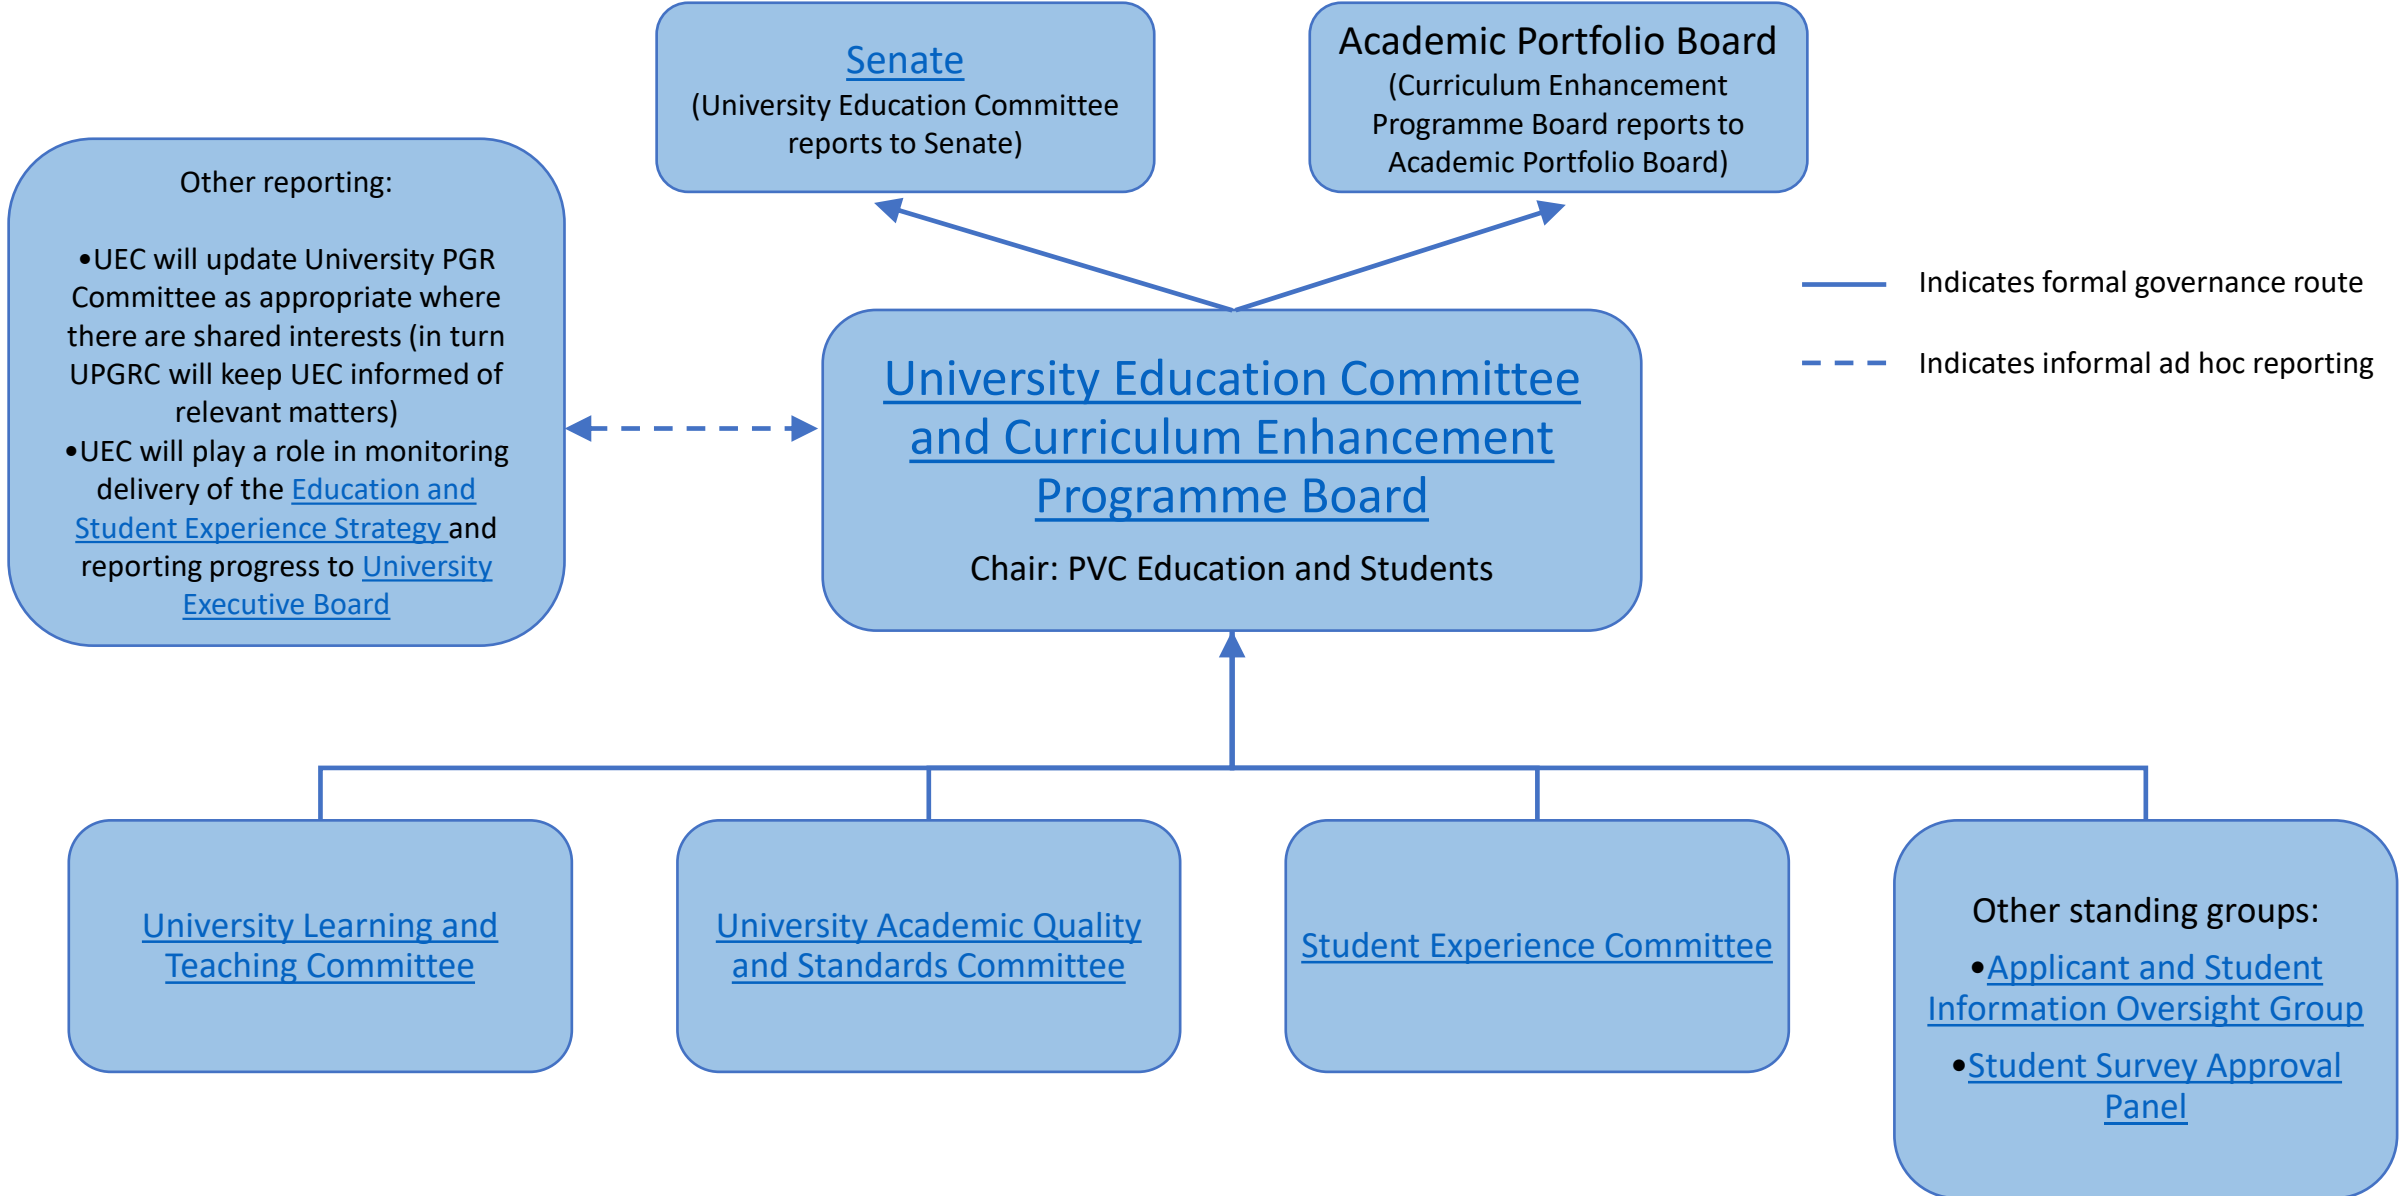 Senate
(University Education Committee
reports to Senate)
Academic Portfolio Board
(Curriculum Enhancement
Programme Board reports to
Academic Portfolio Board)
Other reporting:
•UEC will update University PGR
Committee as appropriate where
there are shared interests (in turn
UPGRC will keep UEC informed of
relevant matters)
•UEC will play a role in monitoring
delivery of the Education and
Student Experience Strategy and
reporting progress to University
Executive Board
Indicates formal governance route
Indicates informal ad hoc reporting
University Education Committee
and Curriculum Enhancement
Programme Board
Chair: PVC Education and Students
University Learning and
Teaching Committee
University Academic Quality
and Standards Committee
Student Experience Committee
Other standing groups:
•Applicant and Student
Information Oversight Group
•Student Survey Approval
Panel